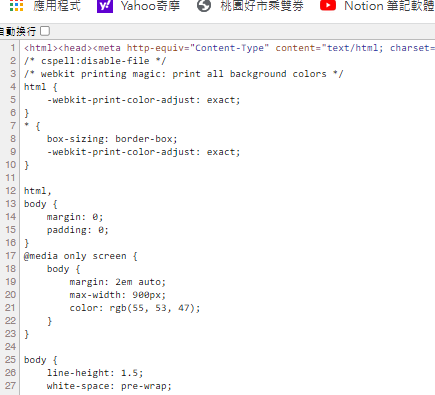 應用程式 Yahoo奇摩 桃園好市乘雙券 Notion 筆記軟體
自動換行
1 <html><head><meta http-equiv="Content-Type" content="text/html; charset=
2 /* cspell:disable-file */
3 /* webkit printing magic: print all background colors */
4 html {
5 -webkit-print-color-adjust: exact;
6 }
7 * {
8 box-sizing: border-box;
9 -webkit-print-color-adjust: exact;
10 }
11
12 html,
13 body {
14 margin: 0;
15 padding: 0;
16 }
17 @media only screen {
18 body {
19 margin: 2em auto;
20 max-width: 900px;
21 color: rgb(55, 53, 47);
22 }
23 }
24
25 body {
26 line-height: 1.5;
27 white-space: pre-wrap;